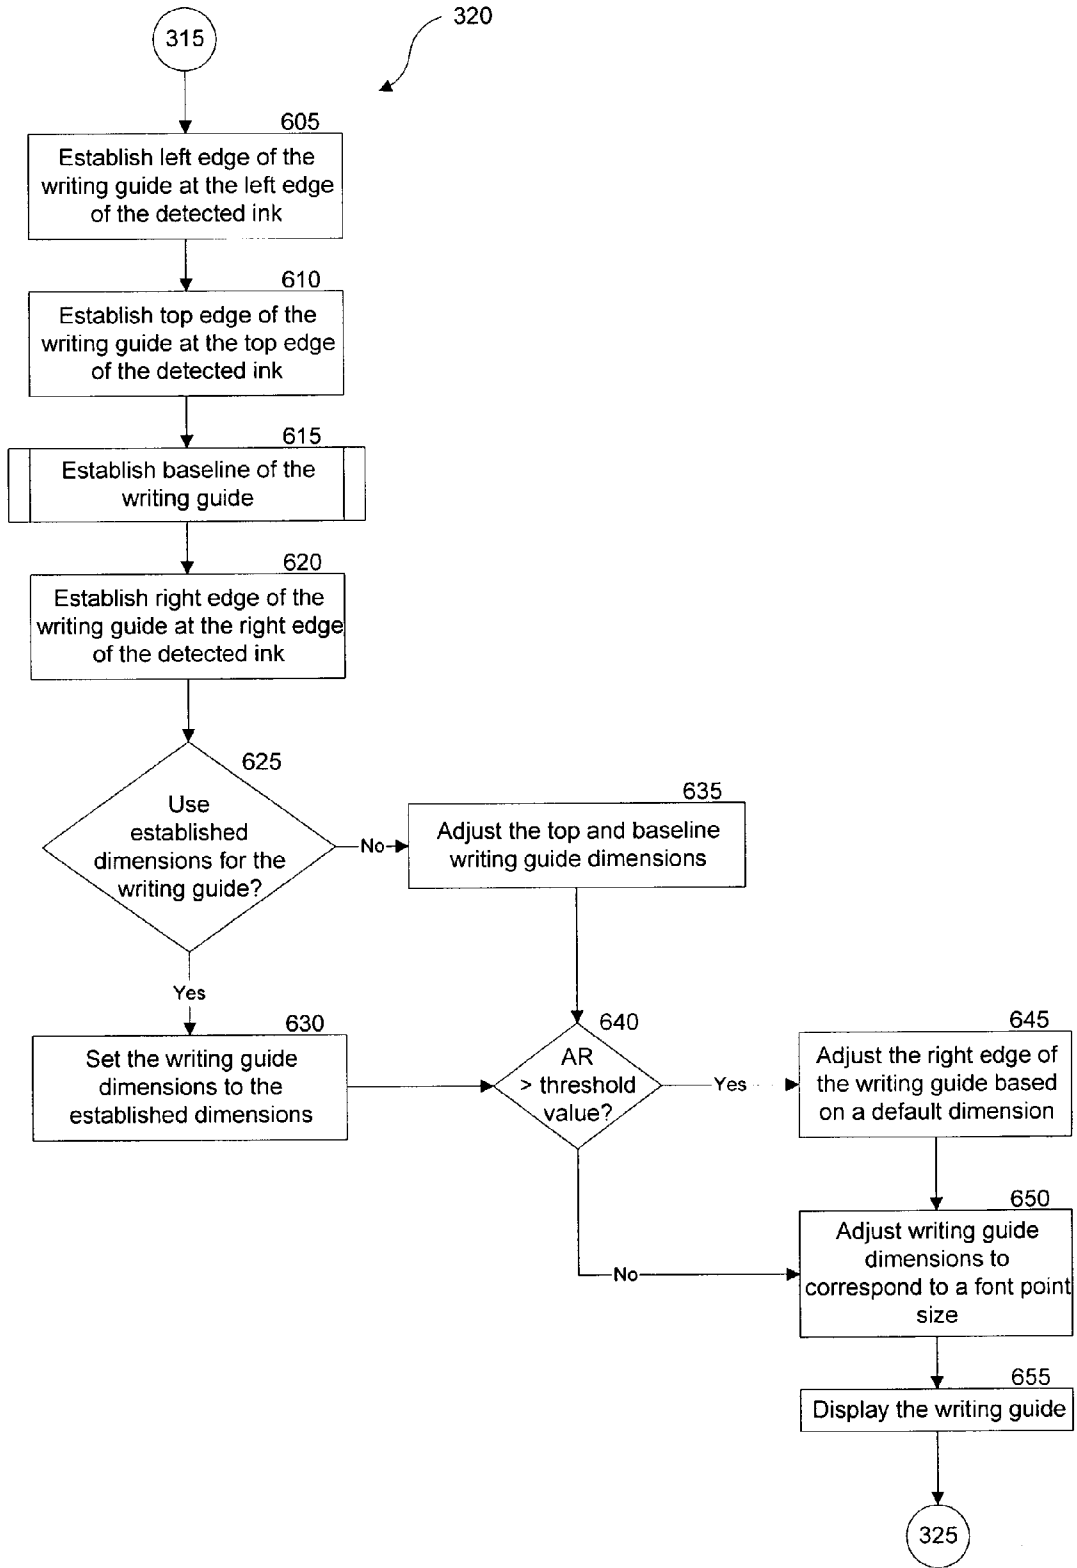 315
320
605
Establish left edge of the
writing guide at the left edge
of the detected ink
610
Establish top edge of the
writing guide at the top edge
of the detected ink
615
Establish baseline of the
writing guide
620
Establish right edge of the
writing guide at the right edge
of the detected ink
625
Use
established
dimensions for the
writing guide?
No
635
Adjust the top and baseline
writing guide dimensions
Yes
630
Set the writing guide
dimensions to the
established dimensions
640
AR
> threshold
value?
Yes
645
Adjust the right edge of
the writing guide based
on a default dimension
No
650
Adjust writing guide
dimensions to
correspond to a font point
size
655
Display the writing guide
325